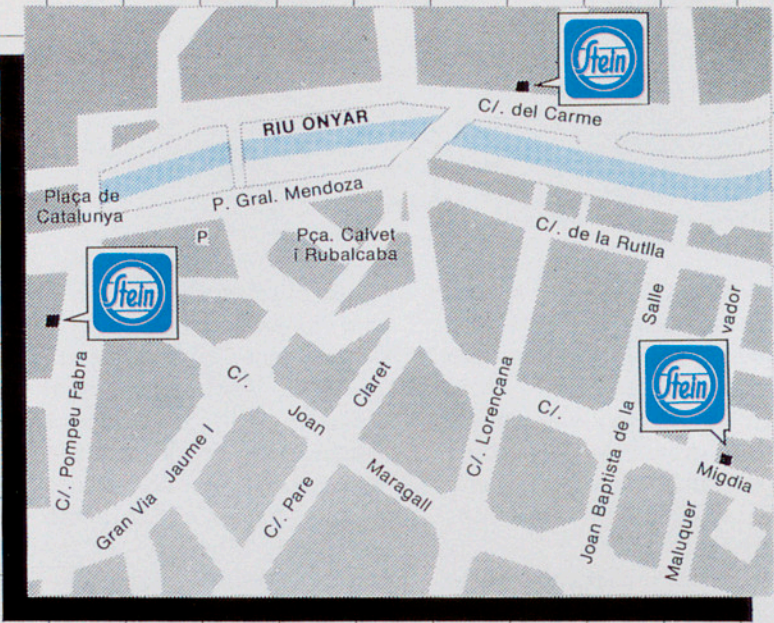 Stein
C/. del Carme
RIU ONYAR
Plaça de
Catalunya
P. Gral. Mendoza
P
Pça. Calvet
i Rubalcaba
C/. de la Rutlla
Stein
Salle
vador
Stein
C/. Pompeu Fabra
C/. Joan Maragall
Claret
C/. Lorençana
C/. Migdia
Joan Baptista de la
Gran Via Jaume I
C/. Pare
Maluquer